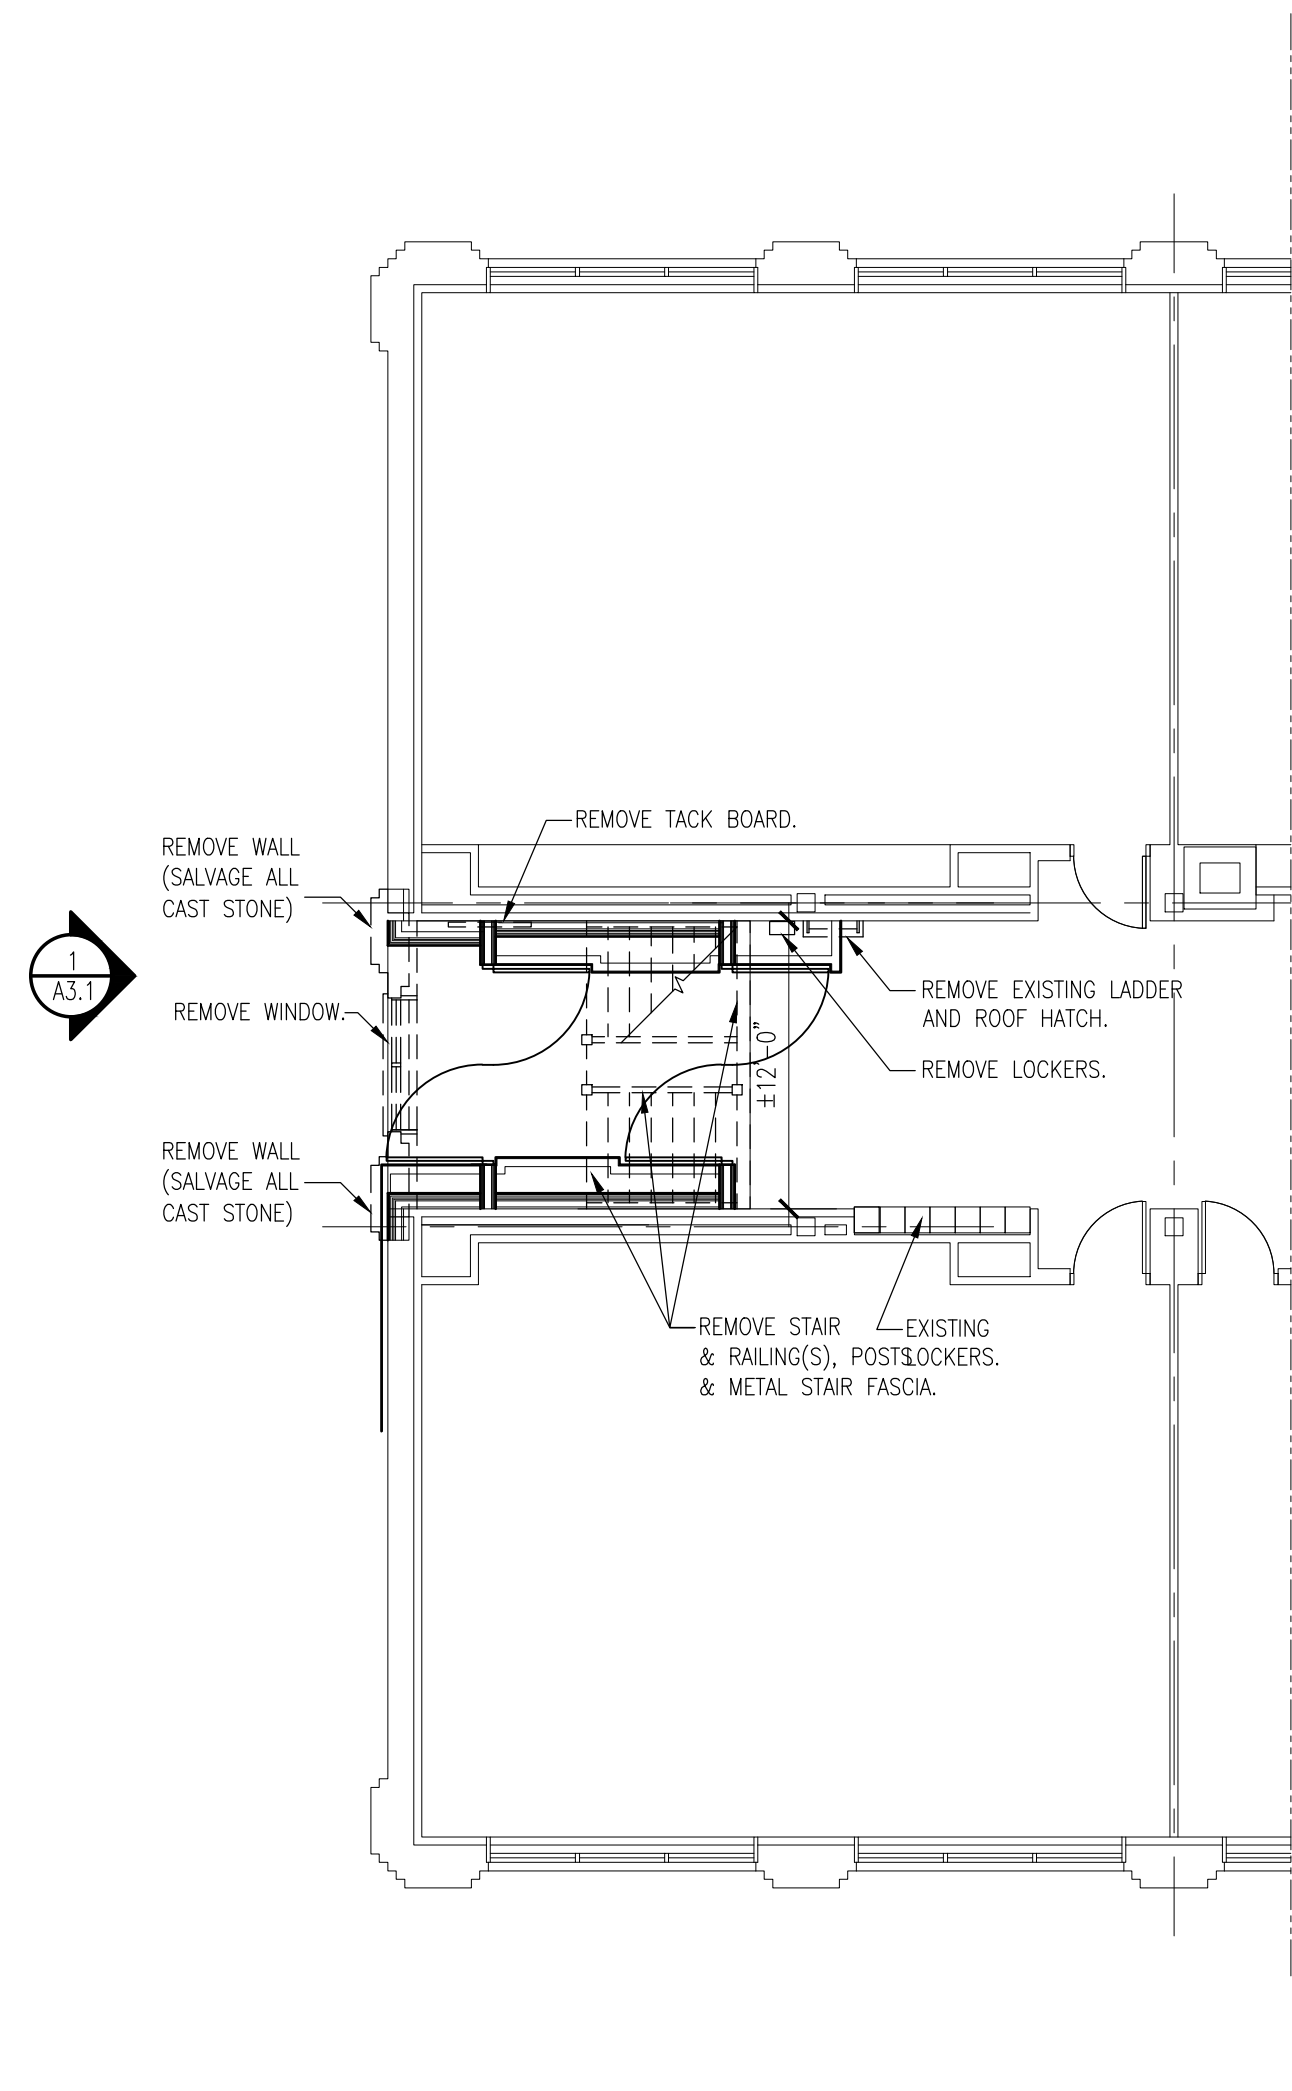 REMOVE TACK BOARD.
REMOVE WALL
(SALVAGE ALL
CAST STONE)
1
A3.1
REMOVE WINDOW.
REMOVE EXISTING LADDER
AND ROOF HATCH.
REMOVE LOCKERS.
±12'-0"
REMOVE WALL
(SALVAGE ALL
CAST STONE)
REMOVE STAIR
& RAILING(S), POSTS
& METAL STAIR FASCIA.
EXISTING
LOCKERS.